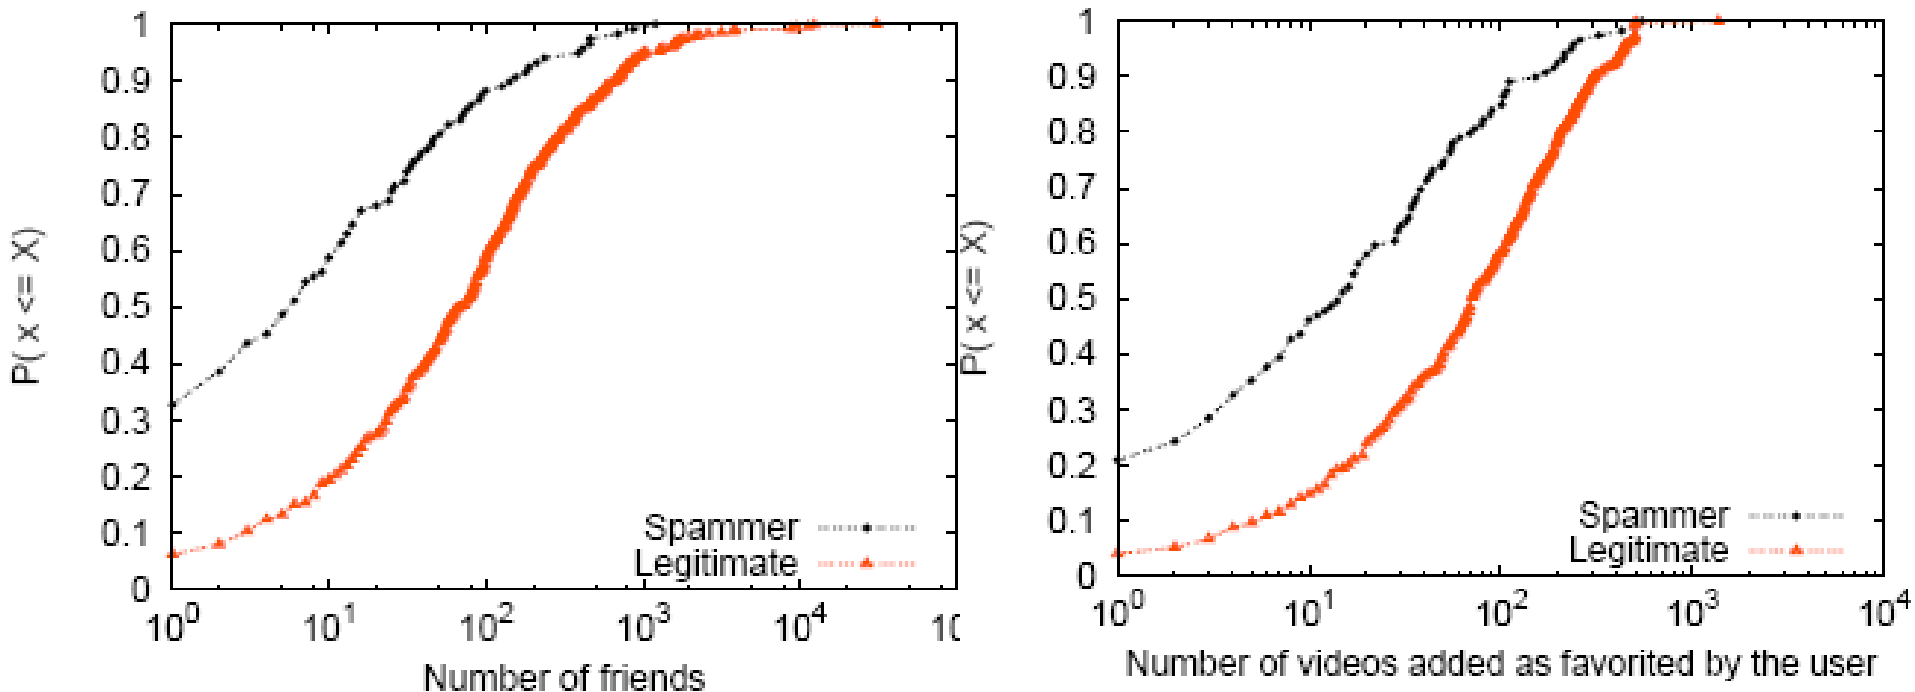 P( x <= X)
1
0.9
0.8
0.7
0.6
0.5
0.4
0.3
0.2
0.1
0
10^0 10^1 10^2 10^3 10^4 10
Spammer
Legitimate
Number of friends
P( x <= X)
1
0.9
0.8
0.7
0.6
0.5
0.4
0.3
0.2
0.1
0
10^0 10^1 10^2 10^3 10^4
Spammer
Legitimate
Number of videos added as favorited by the user